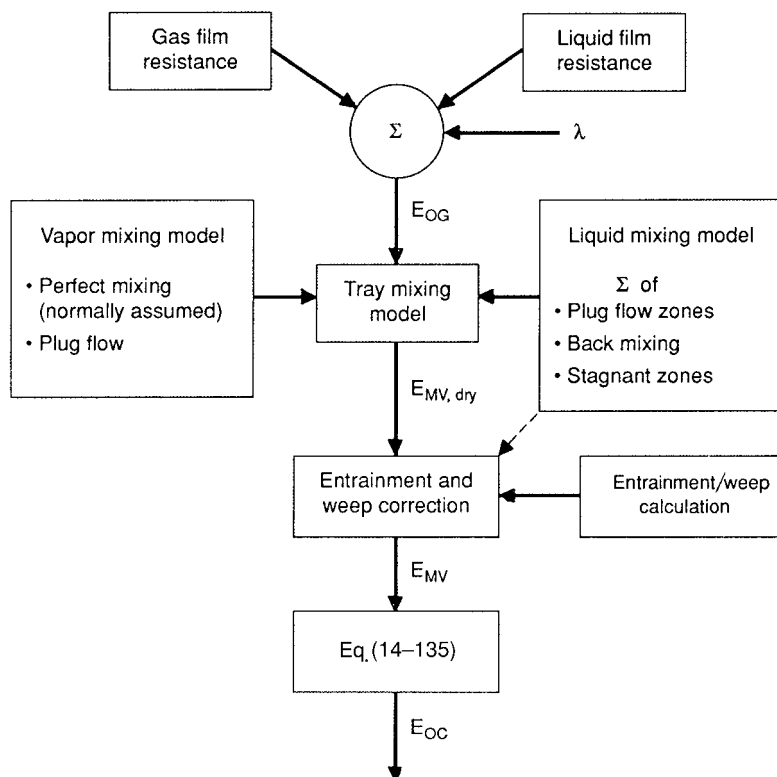 Gas film
resistance
Liquid film
resistance
Σ
λ
E_OG
Vapor mixing model
• Perfect mixing
(normally assumed)
• Plug flow
Tray mixing
model
Liquid mixing model
Σ of
• Plug flow zones
• Back mixing
• Stagnant zones
E_MV, dry
Entrainment and
weep correction
Entrainment/weep
calculation
E_MV
Eq. (14–135)
E_OC